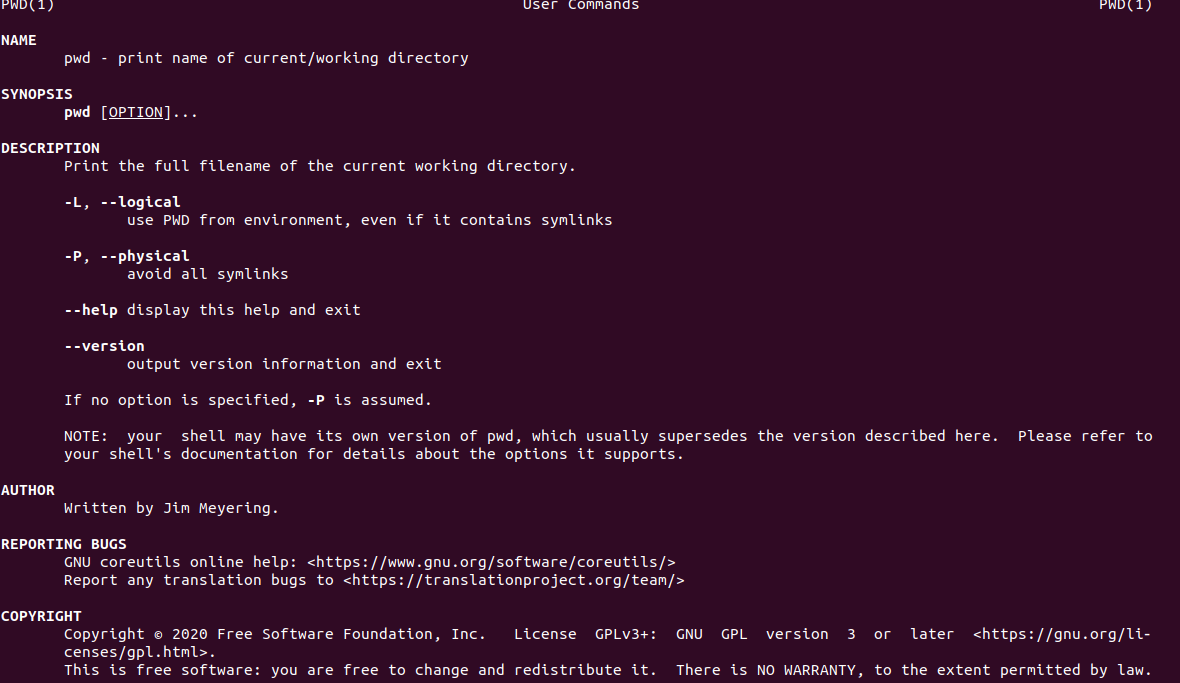 PWD(1) User Commands PWD(1)
NAME
pwd - print name of current/working directory
SYNOPSIS
pwd [OPTION]...
DESCRIPTION
Print the full filename of the current working directory.
-L, --logical
use PWD from environment, even if it contains symlinks
-P, --physical
avoid all symlinks
--help display this help and exit
--version
output version information and exit
If no option is specified, -P is assumed.
NOTE:  your  shell may have its own version of pwd, which usually supersedes the version described here.  Please refer to
your shell's documentation for details about the options it supports.
AUTHOR
Written by Jim Meyering.
REPORTING BUGS
GNU coreutils online help: <https://www.gnu.org/software/coreutils/>
Report any translation bugs to <https://translationproject.org/team/>
COPYRIGHT
Copyright © 2020 Free Software Foundation, Inc.   License  GPLv3+:  GNU  GPL  version  3  or  later  <https://gnu.org/li-
censes/gpl.html>.
This is free software: you are free to change and redistribute it.  There is NO WARRANTY, to the extent permitted by law.